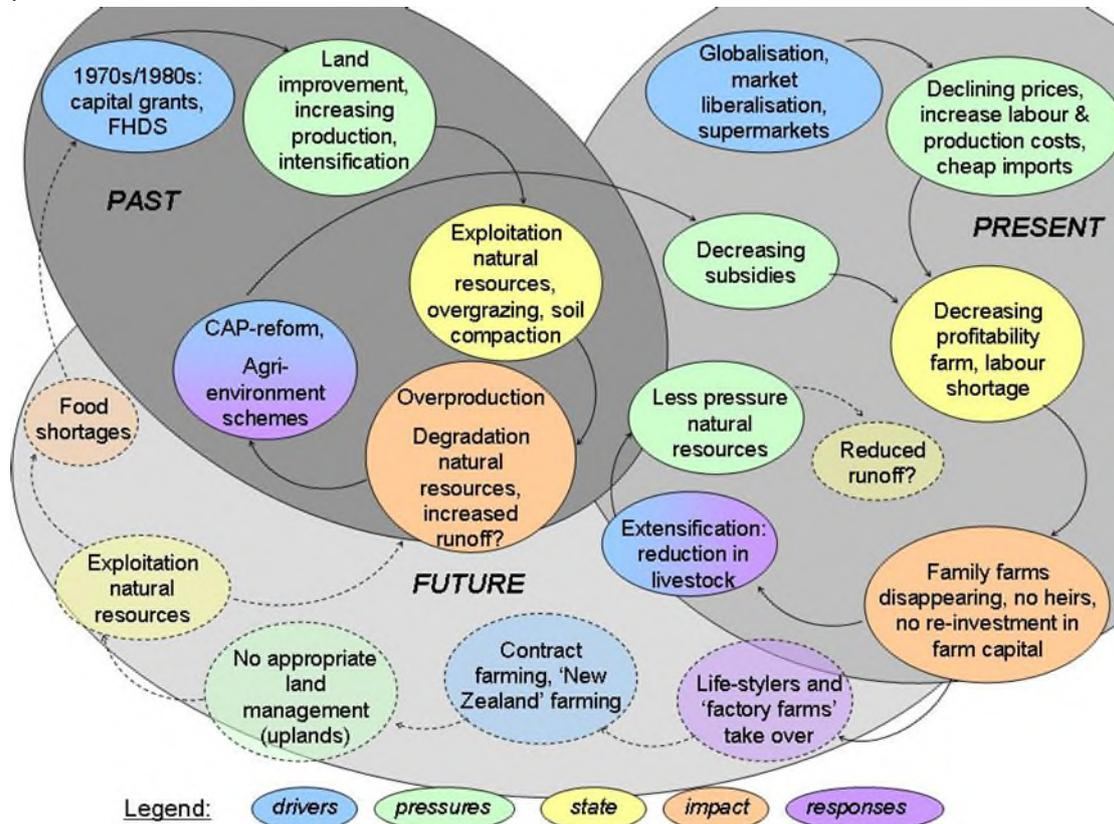 1970s/1980s:
capital grants,
FHDS
Land
improvement,
increasing
production,
intensification
PAST
Exploitation
natural
resources,
overgrazing, soil
compaction
CAP-reform,
Agri-
environment
schemes
Overproduction
Degradation
natural
resources,
increased
runoff?
Globalisation,
market
liberalisation,
supermarkets
Declining prices,
increase labour &
production costs,
cheap imports
PRESENT
Decreasing
subsidies
Decreasing
profitability
farm, labour
shortage
Less pressure
natural
resources
Reduced
runoff?
Extensification:
reduction in
livestock
Family farms
disappearing, no heirs,
no re-investment in
farm capital
FUTURE
Life-stylers and
‘factory farms’
take over
Contract
farming, ‘New
Zealand’ farming
No appropriate
land
management
(uplands)
Exploitation
natural
resources
Food
shortages
Legend: drivers pressures state impact responses